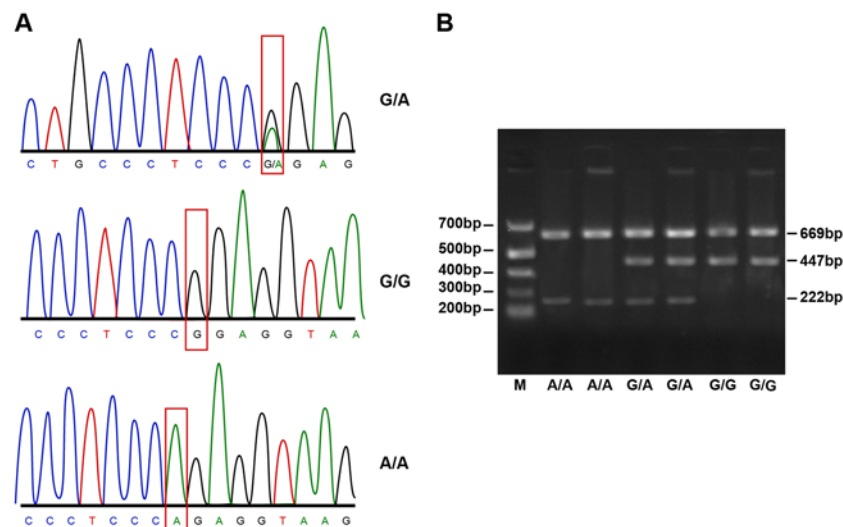 A
G/A
C T G C C C T C C C G/A G A G
G/G
C C C T C C C G G A G G T A A
A/A
C C C T C C C A G A G G T A A G
B
700bp
500bp
400bp
300bp
200bp
669bp
447bp
222bp
M A/A A/A G/A G/A G/G G/G